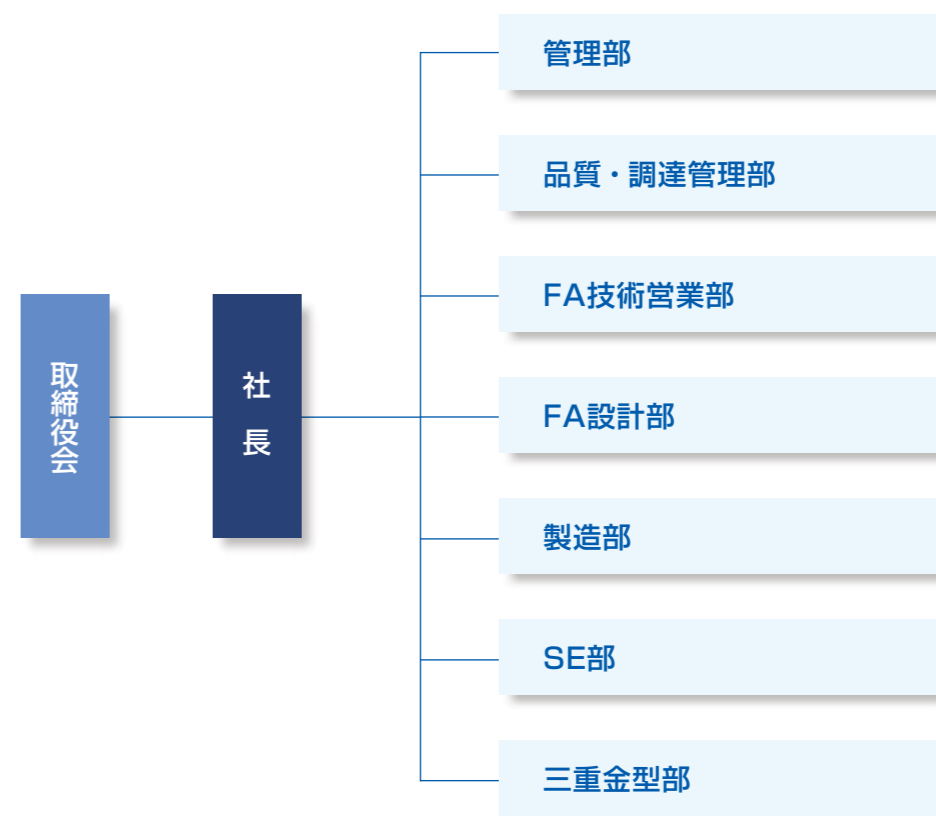 取締役会
社長
管理部
品質・調達管理部
FA技術営業部
FA設計部
製造部
SE部
三重金型部